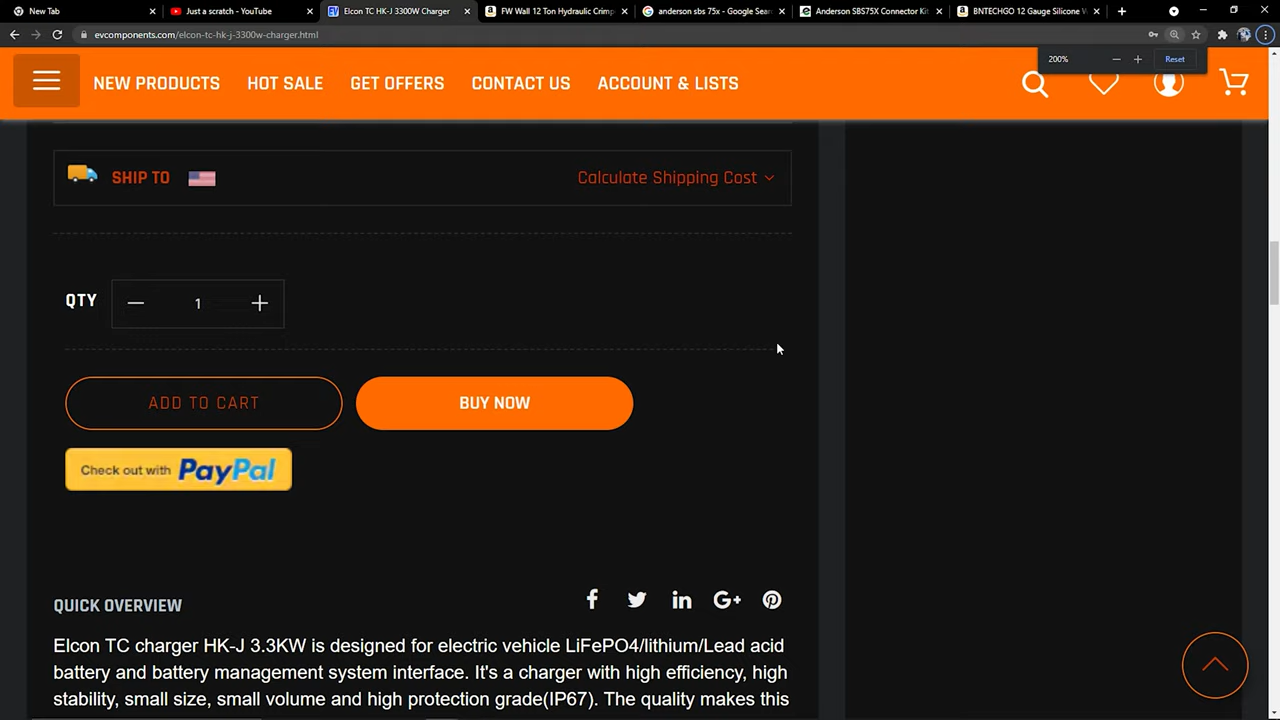 New Tab
Just a scratch - YouTube
Elcon TC HK-J 3300W Charger
FW Wall 12 Ton Hydraulic Crimp
anderson sbs 75x - Google Sear
Anderson SBS75X Connector Kit
BNTECHGO 12 Gauge Silicone W
evcomponents.com/elcon-tc-hk-j-3300w-charger.html
200%
Reset
NEW PRODUCTS
HOT SALE
GET OFFERS
CONTACT US
ACCOUNT & LISTS
SHIP TO
Calculate Shipping Cost
QTY
1
ADD TO CART
BUY NOW
Check out with PayPal
QUICK OVERVIEW
Elcon TC charger HK-J 3.3KW is designed for electric vehicle LiFePO4/lithium/Lead acid
battery and battery management system interface. It's a charger with high efficiency, high
stability, small size, small volume and high protection grade(IP67). The quality makes this